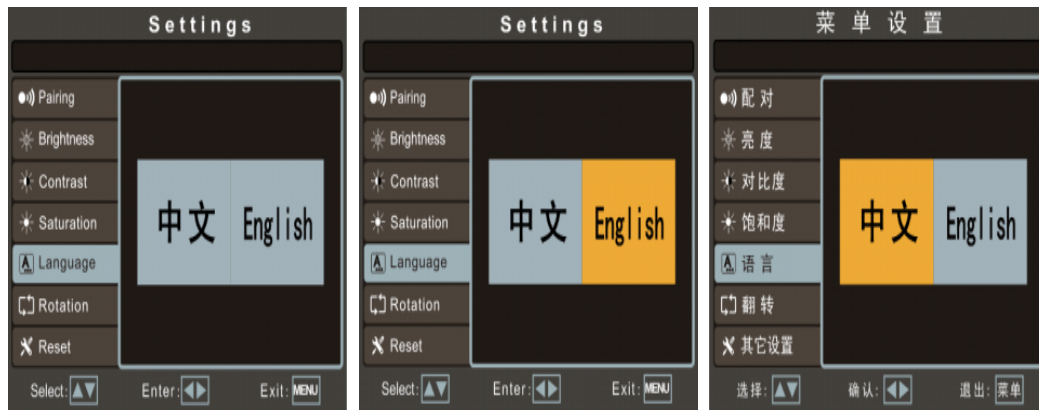 Settings
Pairing
Brightness
Contrast
Saturation
Language
Rotation
Reset
中文 English
Select: Enter: Exit: MENU
Settings
Pairing
Brightness
Contrast
Saturation
Language
Rotation
Reset
中文 English
Select: Enter: Exit: MENU
菜单设置
配对
亮度
对比度
饱和度
语言
翻转
其它设置
中文 English
选择: 确认: 退出: 菜单